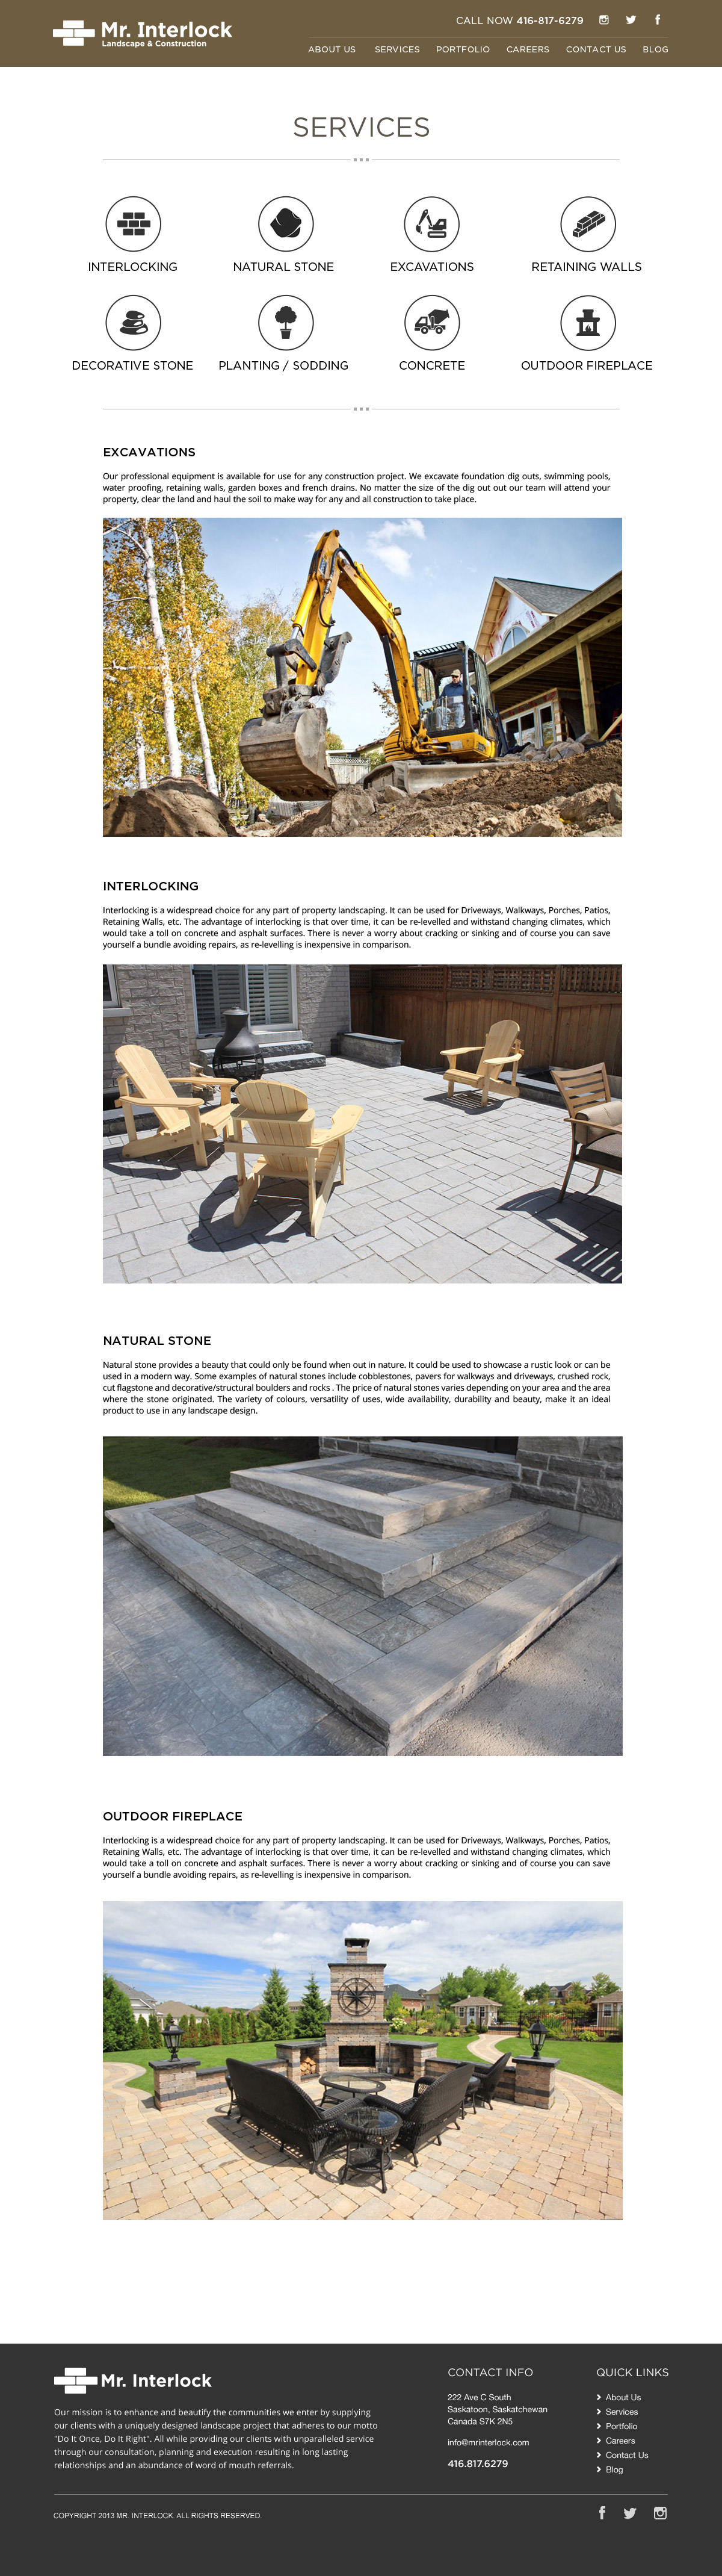 Mr. Interlock
Landscape & Construction
CALL NOW 416-817-6279
ABOUT US SERVICES PORTFOLIO CAREERS CONTACT US BLOG
SERVICES
INTERLOCKING NATURAL STONE EXCAVATIONS RETAINING WALLS
DECORATIVE STONE PLANTING / SODDING CONCRETE OUTDOOR FIREPLACE
EXCAVATIONS
Our professional equipment is available for use for any construction project. We excavate foundation dig outs, swimming pools,
water proofing, retaining walls, garden boxes and french drains. No matter the size of the dig out out our team will attend your
property, clear the land and haul the soil to make way for any and all construction to take place.
INTERLOCKING
Interlocking is a widespread choice for any part of property landscaping. It can be used for Driveways, Walkways, Porches, Patios,
Retaining Walls, etc. The advantage of interlocking is that over time, it can be re-levelled and withstand changing climates, which
would take a toll on concrete and asphalt surfaces. There is never a worry about cracking or sinking and of course you can save
yourself a bundle avoiding repairs, as re-levelling is inexpensive in comparison.
NATURAL STONE
Natural stone provides a beauty that could only be found when out in nature. It could be used to showcase a rustic look or can be
used in a modern way. Some examples of natural stones include cobblestones, pavers for walkways and driveways, crushed rock,
cut flagstone and decorative/structural boulders and rocks . The price of natural stones varies depending on your area and the area
where the stone originated. The variety of colours, versatility of uses, wide availability, durability and beauty, make it an ideal
product to use in any landscape design.
OUTDOOR FIREPLACE
Interlocking is a widespread choice for any part of property landscaping. It can be used for Driveways, Walkways, Porches, Patios,
Retaining Walls, etc. The advantage of interlocking is that over time, it can be re-levelled and withstand changing climates, which
would take a toll on concrete and asphalt surfaces. There is never a worry about cracking or sinking and of course you can save
yourself a bundle avoiding repairs, as re-levelling is inexpensive in comparison.
Mr. Interlock
Our mission is to enhance and beautify the communities we enter by supplying
our clients with a uniquely designed landscape project that adheres to our motto
"Do It Once, Do It Right". All while providing our clients with unparalleled service
through our consultation, planning and execution resulting in long lasting
relationships and an abundance of word of mouth referrals.
CONTACT INFO
222 Ave C South
Saskatoon, Saskatchewan
Canada S7K 2N5
info@mrinterlock.com
416.817.6279
QUICK LINKS
About Us
Services
Portfolio
Careers
Contact Us
Blog
COPYRIGHT 2013 MR. INTERLOCK. ALL RIGHTS RESERVED.